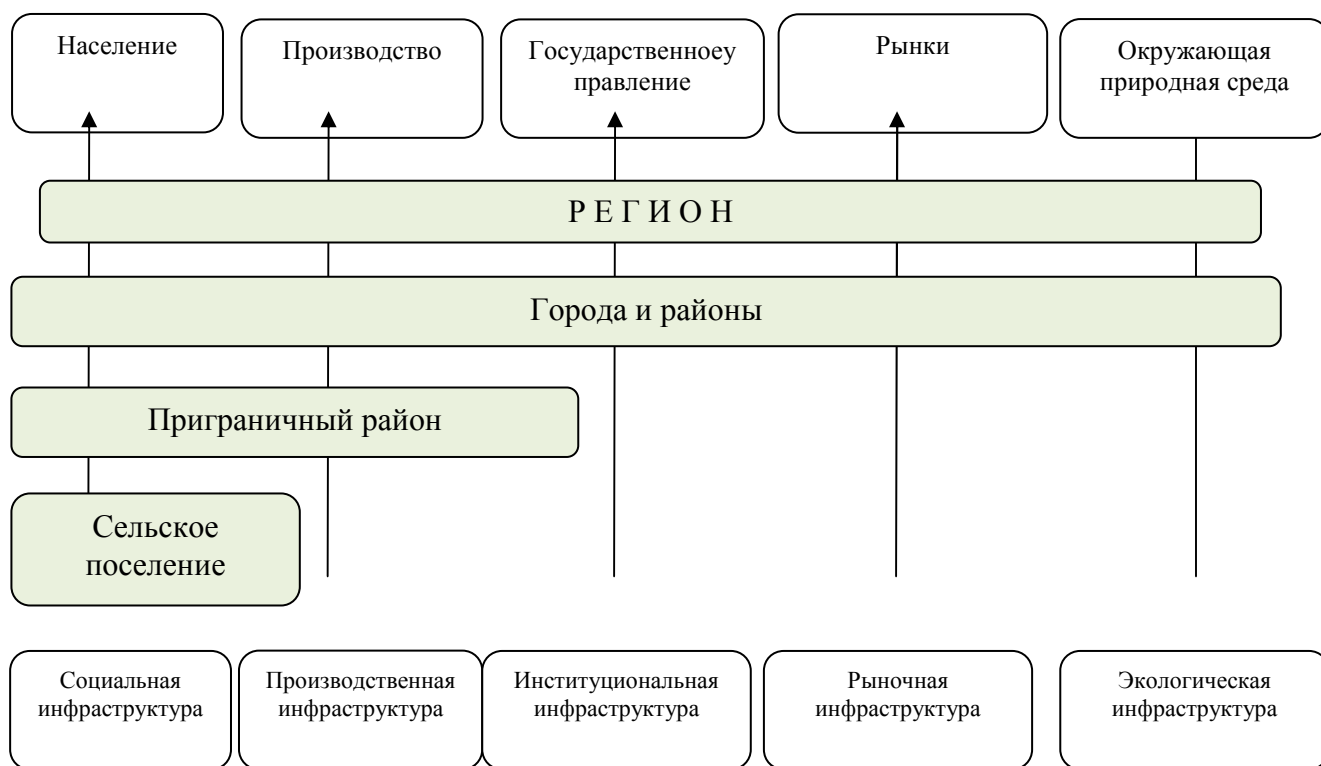 Население
Производство
Государственноеу
правление
Рынки
Окружающая
природная среда
Р Е Г И О Н
Города и районы
Приграничный район
Сельское
поселение
Социальная
инфраструктура
Производственная
инфраструктура
Институциональная
инфраструктура
Рыночная
инфраструктура
Экологическая
инфраструктура